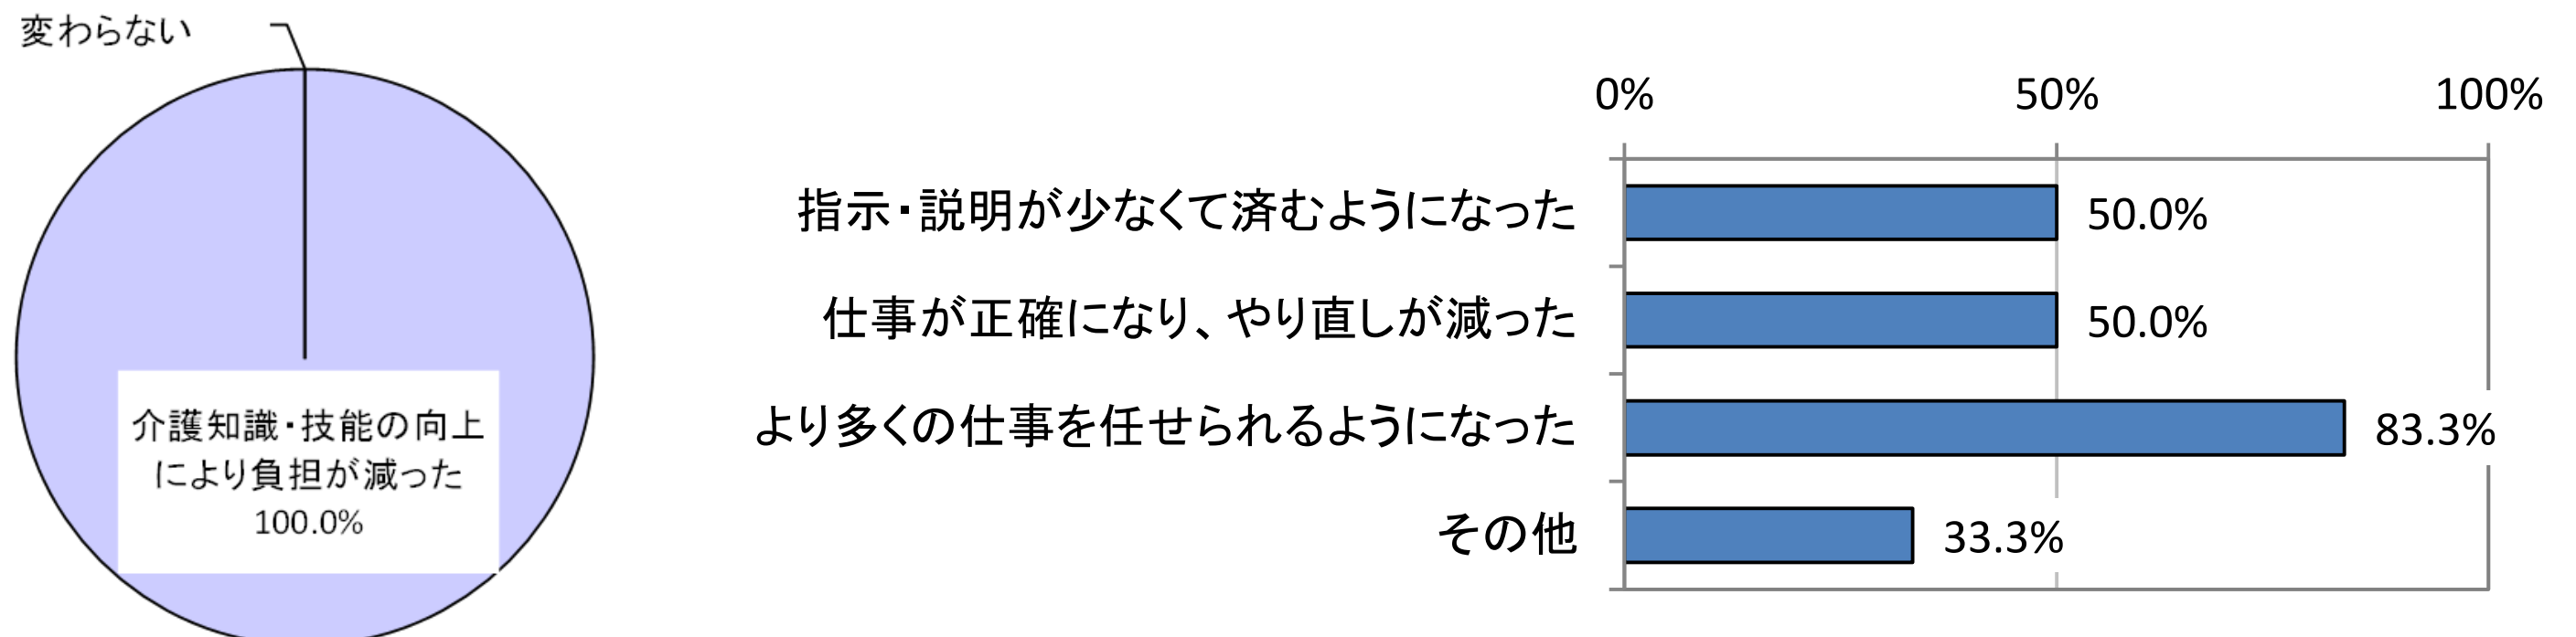 変わらない
介護知識・技能の向上
により負担が減った
100.0%
0% 50% 100%
指示・説明が少なくて済むようになった 50.0%
仕事が正確になり、やり直しが減った 50.0%
より多くの仕事を任せられるようになった 83.3%
その他 33.3%